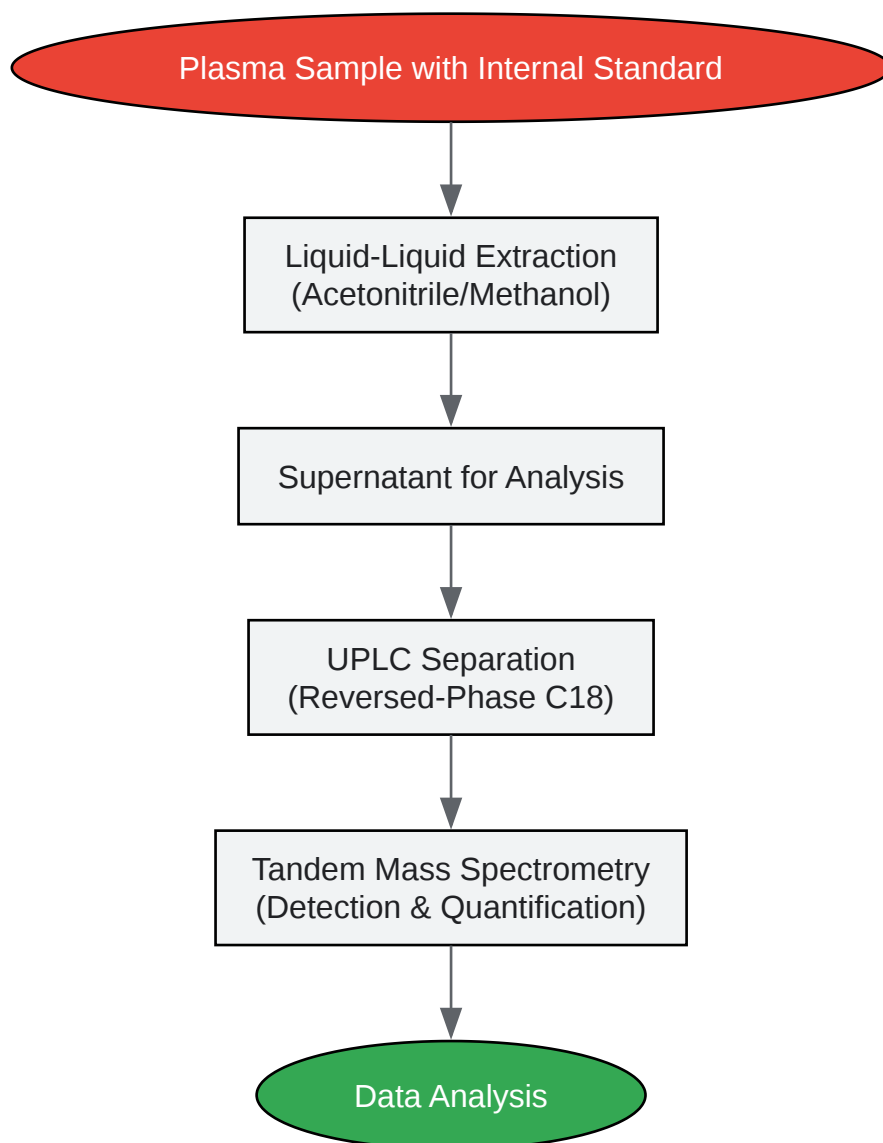 Plasma Sample with Internal Standard
Liquid-Liquid Extraction
(Acetonitrile/Methanol)
Supernatant for Analysis
UPLC Separation
(Reversed-Phase C18)
Tandem Mass Spectrometry
(Detection & Quantification)
Data Analysis